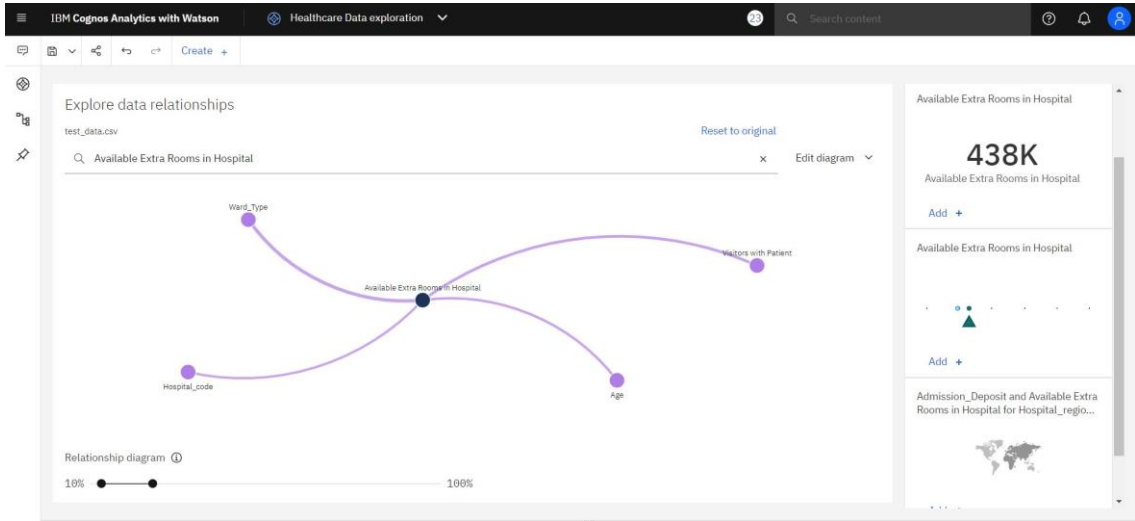 IBM Cognos Analytics with Watson
Healthcare Data exploration
23
Search content
Create +
Explore data relationships
test_data.csv
Reset to original
Available Extra Rooms in Hospital
Edit diagram
Ward_Type
Visitors with Patient
Available Extra Rooms in Hospital
Hospital_code
Age
Relationship diagram
10%
100%
Available Extra Rooms in Hospital
438K
Available Extra Rooms in Hospital
Add +
Available Extra Rooms in Hospital
Add +
Admission_Deposit and Available Extra
Rooms in Hospital for Hospital_regio...